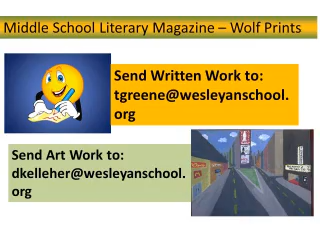 Middle School Literary Magazine – Wolf Prints
Send Written Work to:
tgreene@wesleyanschool.
org
Send Art Work to:
dkelleher@wesleyanschool.
org